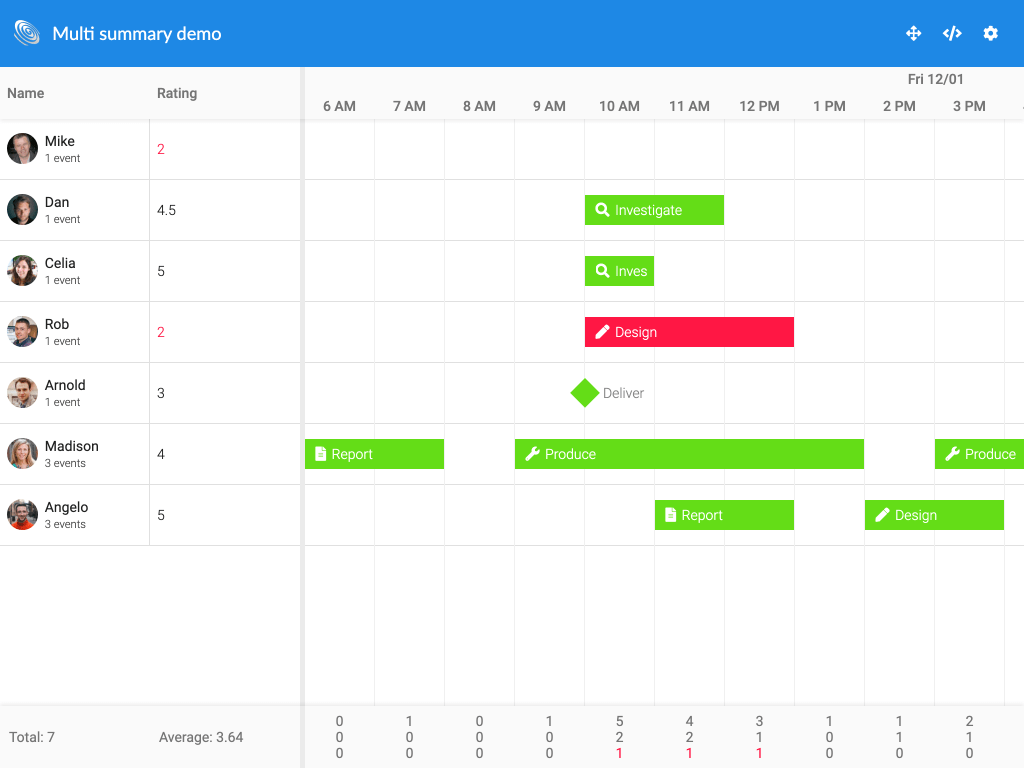 Multi summary demo
Name Rating
Fri 12/01
6 AM 7 AM 8 AM 9 AM 10 AM 11 AM 12 PM 1 PM 2 PM 3 PM
Mike
1 event
2
Dan
1 event
4.5
Investigate
Celia
1 event
5
Inves
Rob
1 event
2
Design
Arnold
1 event
3
Deliver
Madison
3 events
4
Report Produce Produce
Angelo
3 events
5
Report Design
Total: 7 Average: 3.64
0 1 0 1 5 4 3 1 1 2
0 0 0 0 2 2 1 0 1 1
0 0 0 0 1 1 1 0 0 0